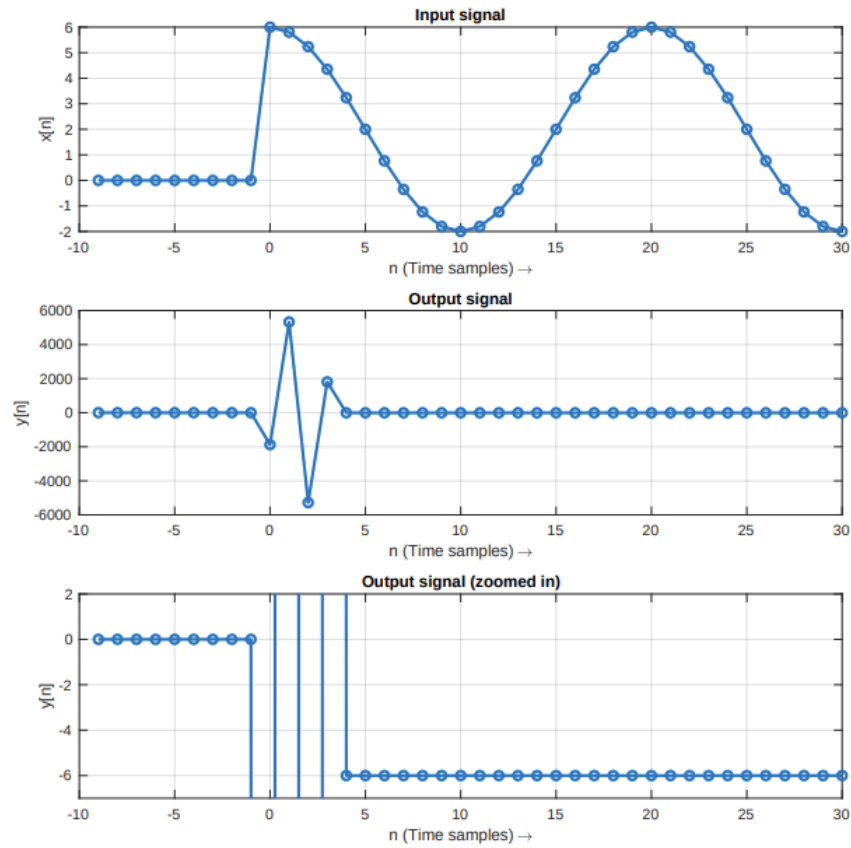 Input signal
6
5
4
3
2
1
0
-1
-2
x[n]
-10 -5 0 5 10 15 20 25 30
n (Time samples) →
Output signal
6000
4000
2000
0
-2000
-4000
-6000
y[n]
-10 -5 0 5 10 15 20 25 30
n (Time samples) →
Output signal (zoomed in)
2
0
-2
-4
-6
y[n]
-10 -5 0 5 10 15 20 25 30
n (Time samples) →